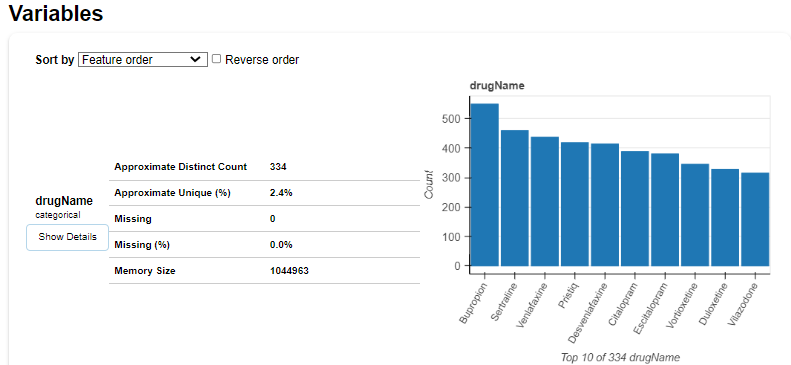 Variables
Sort by Feature order Reverse order
drugName
categorical
Show Details
Approximate Distinct Count 334
Approximate Unique (%) 2.4%
Missing 0
Missing (%) 0.0%
Memory Size 1044963
drugName
Count
500
400
300
200
100
0
Bupropion
Sertraline
Venlafaxine
Pristiq
Desvenlafaxine
Citalopram
Escitalopram
Vortioxetine
Duloxetine
Vilazodone
Top 10 of 334 drugName